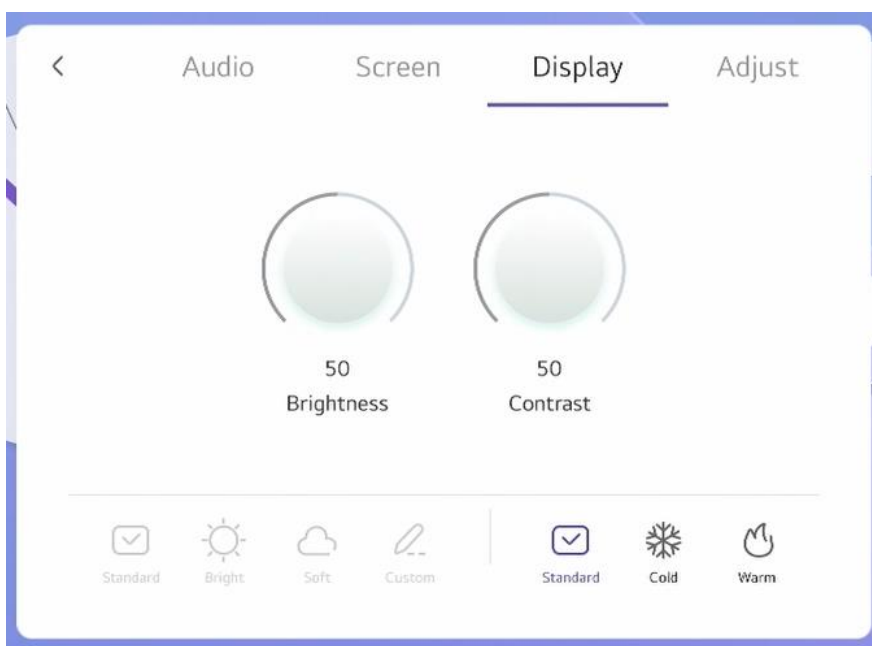 Audio Screen Display Adjust
50 50
Brightness Contrast
Standard Bright Soft Custom Standard Cold Warm